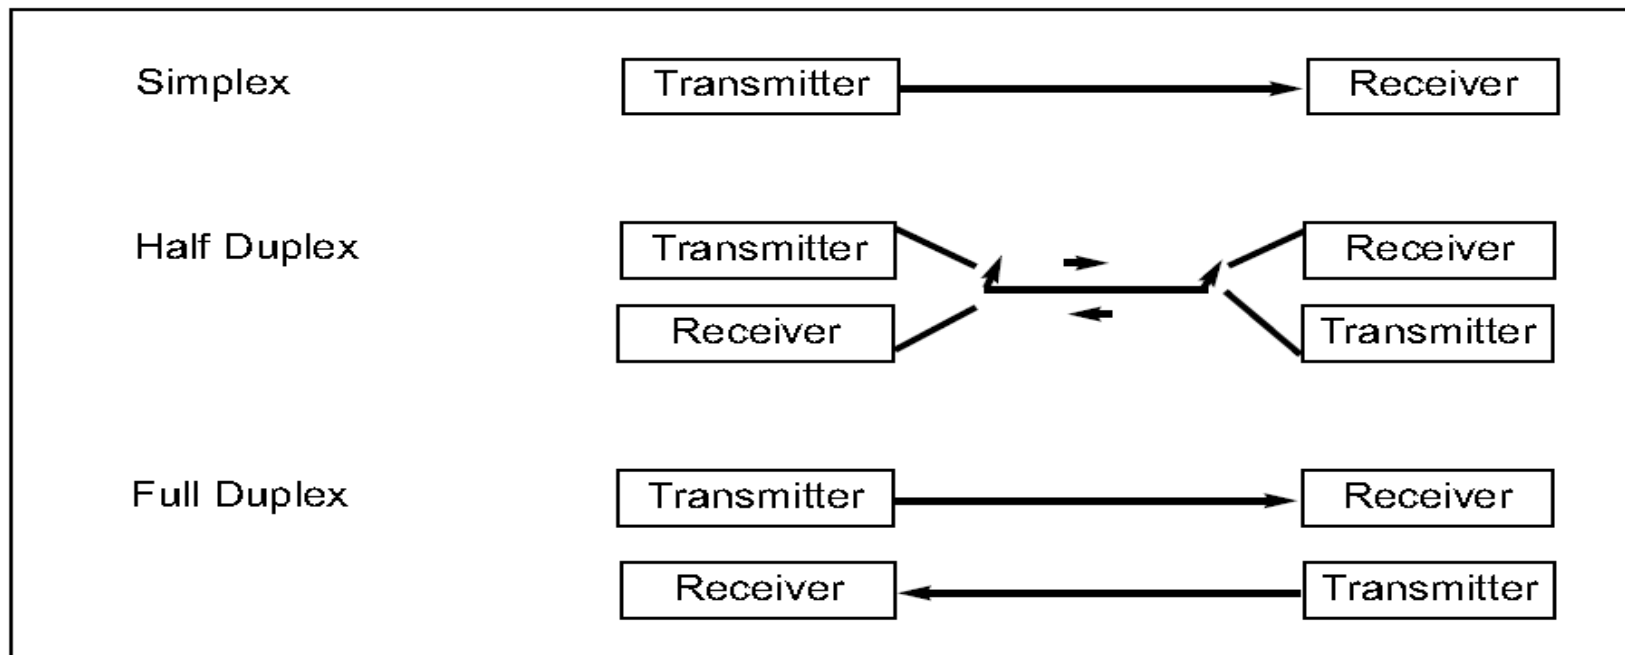 Simplex Transmitter Receiver
Half Duplex Transmitter Receiver
Receiver Transmitter
Full Duplex Transmitter Receiver
Receiver Transmitter